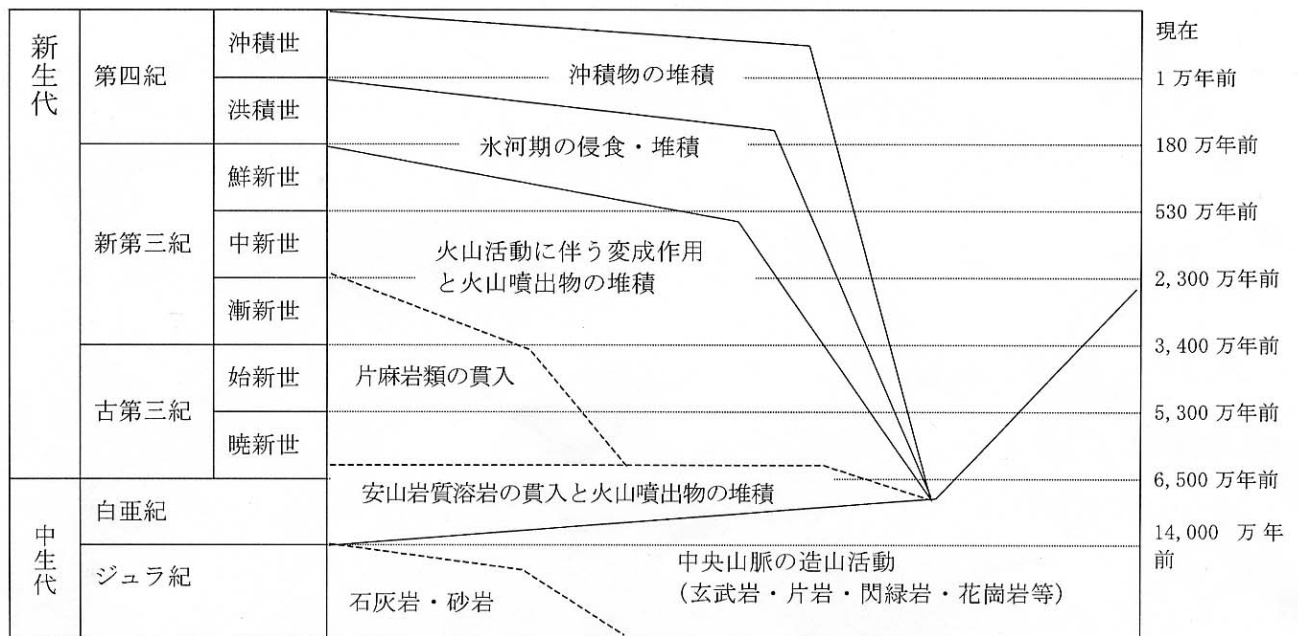 新生代
第四紀
沖積世
洪積世
新第三紀
鮮新世
中新世
漸新世
古第三紀
始新世
暁新世
中生代
白亜紀
ジュラ紀
沖積物の堆積
氷河期の侵食・堆積
火山活動に伴う変成作用
と火山噴出物の堆積
片麻岩類の貫入
安山岩質溶岩の貫入と火山噴出物の堆積
中央山脈の造山活動
(玄武岩・片岩・閃緑岩・花崗岩等)
石灰岩・砂岩
現在
1 万年前
180 万年前
530 万年前
2,300 万年前
3,400 万年前
5,300 万年前
6,500 万年前
14,000 万年
前